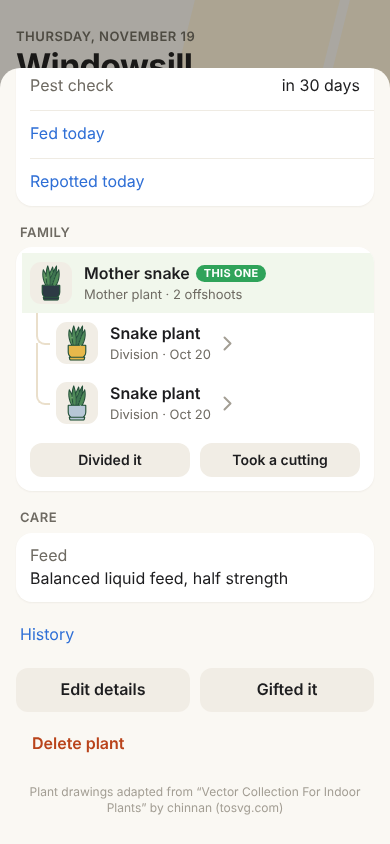 THURSDAY, NOVEMBER 19
Windowsill
Pest check
in 30 days
Fed today
Repotted today
FAMILY
Mother snake THIS ONE
Mother plant · 2 offshoots
Snake plant
Division · Oct 20
Snake plant
Division · Oct 20
Divided it
Took a cutting
CARE
Feed
Balanced liquid feed, half strength
History
Edit details
Gifted it
Delete plant
Plant drawings adapted from “Vector Collection For Indoor
Plants” by chinnan (tosvg.com)